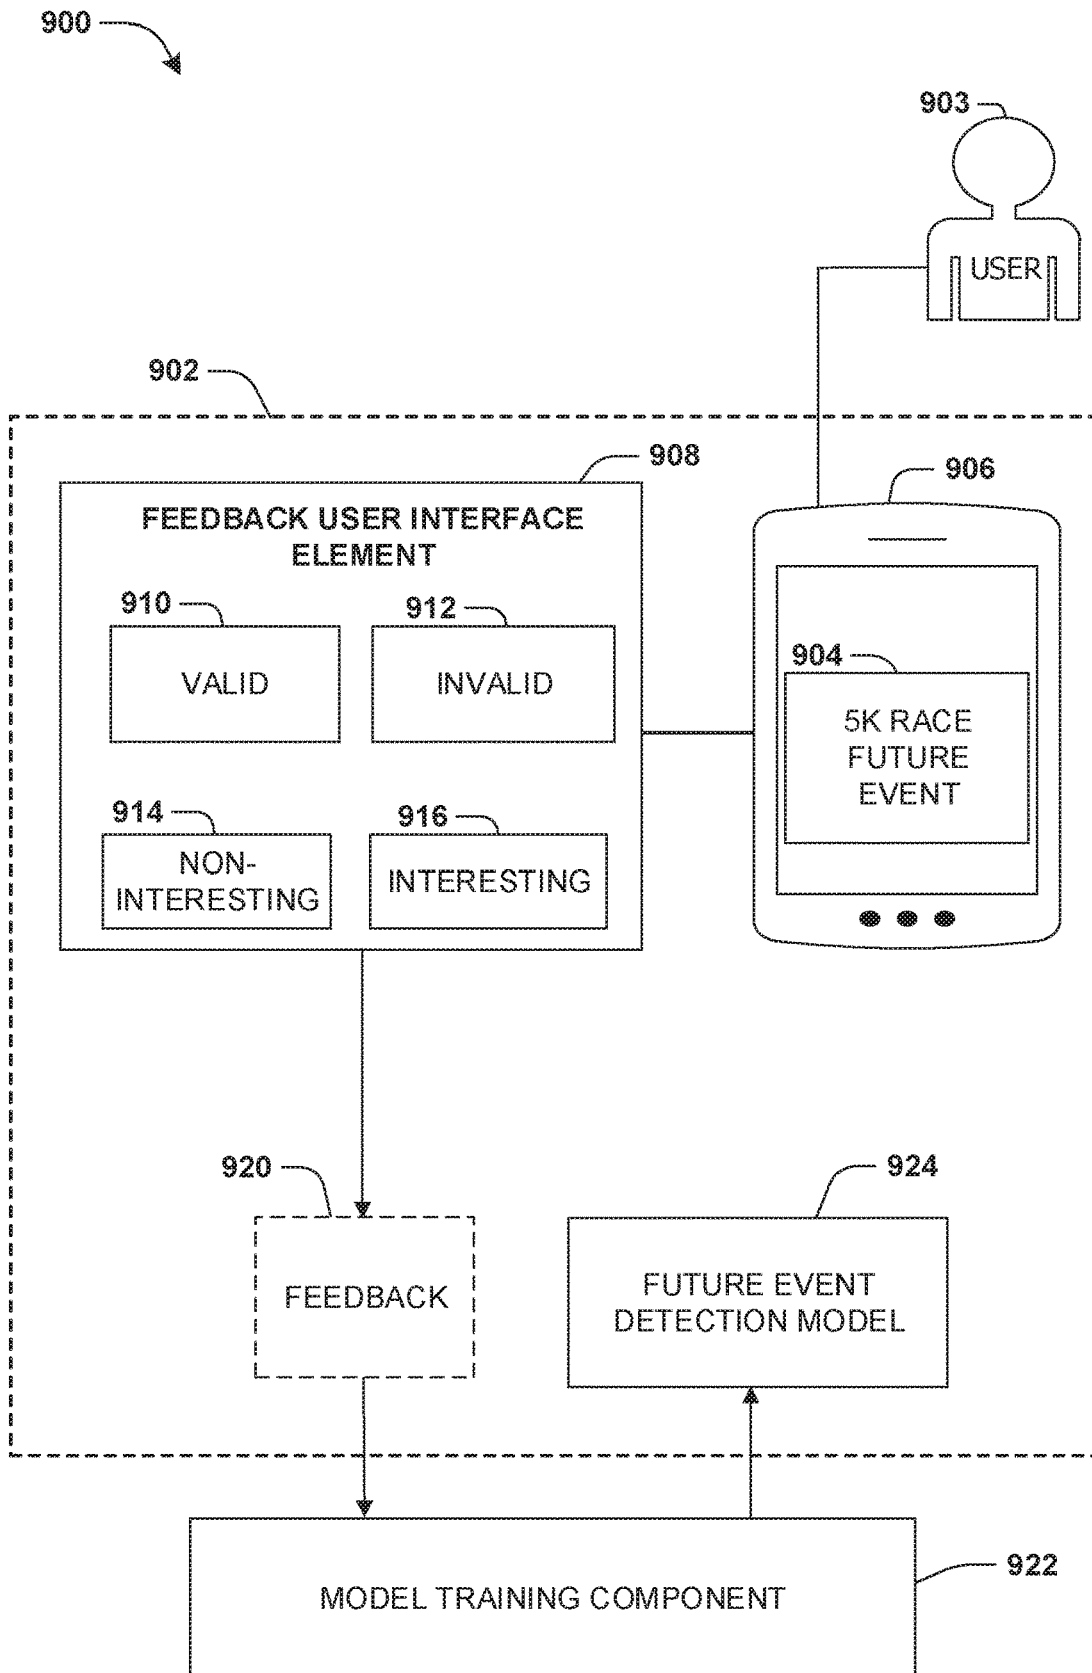 900
903
USER
902
908
906
FEEDBACK USER INTERFACE
ELEMENT
910
912
VALID
INVALID
904
5K RACE
FUTURE
EVENT
914
916
NON-
INTERESTING
INTERESTING
920
924
FEEDBACK
FUTURE EVENT
DETECTION MODEL
922
MODEL TRAINING COMPONENT